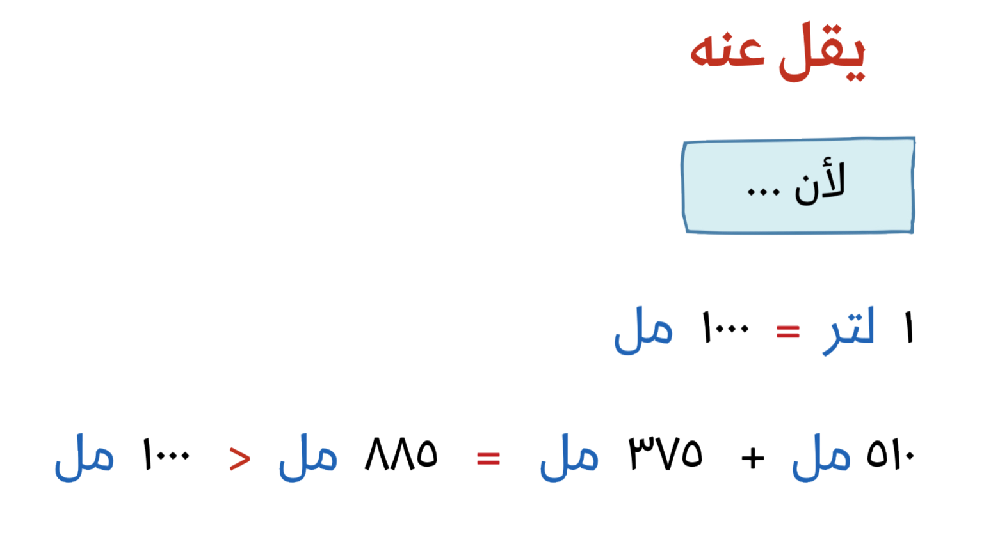 يقل عنه
لأن ...
١ لتر = ١٠٠٠ مل
٥١٠ مل + ٣٧٥ مل = ٨٨٥ مل > ١٠٠٠ مل